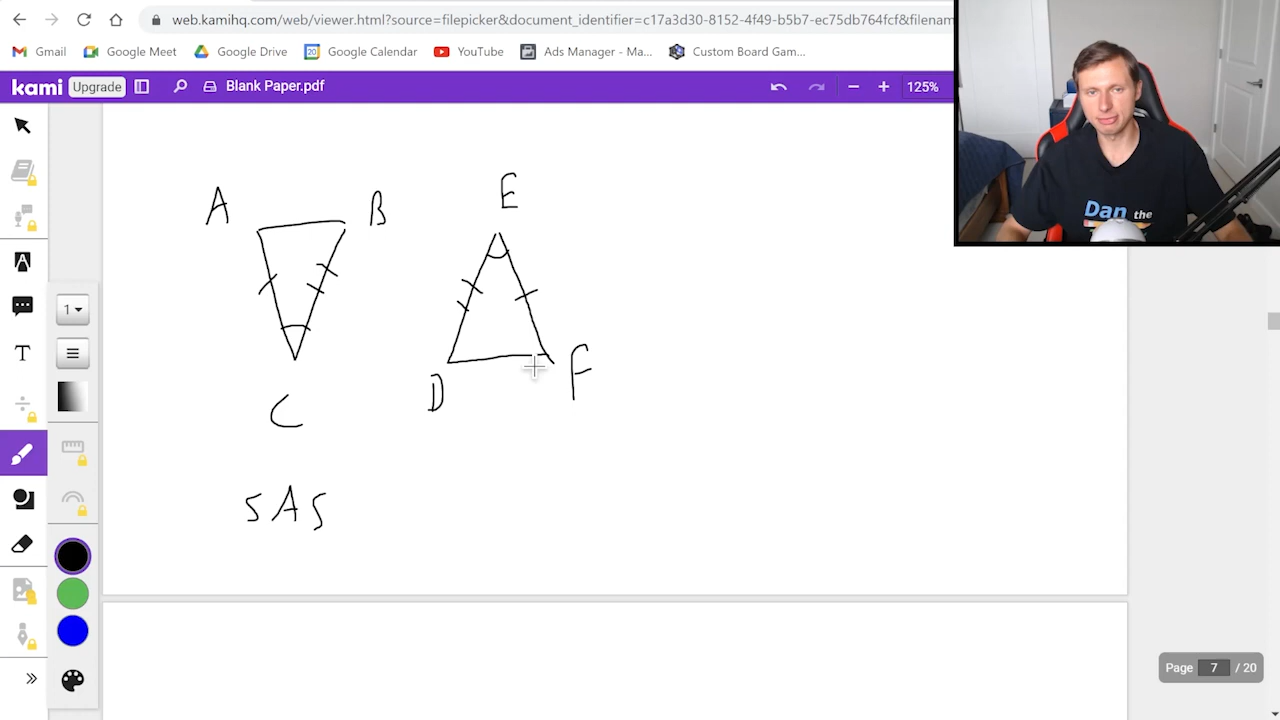 web.kamihq.com/web/viewer.html?source=filepicker&document_identifier=c17a3d30-8152-4f49-b5b7-ec75db764fcf&filenam
Gmail Google Meet Google Drive 20 Google Calendar YouTube Ads Manager - Ma... Custom Board Gam...
kami Upgrade Blank Paper.pdf 125%
A B E
Dan the
1
T
C D F
SAS
Page 7 / 20